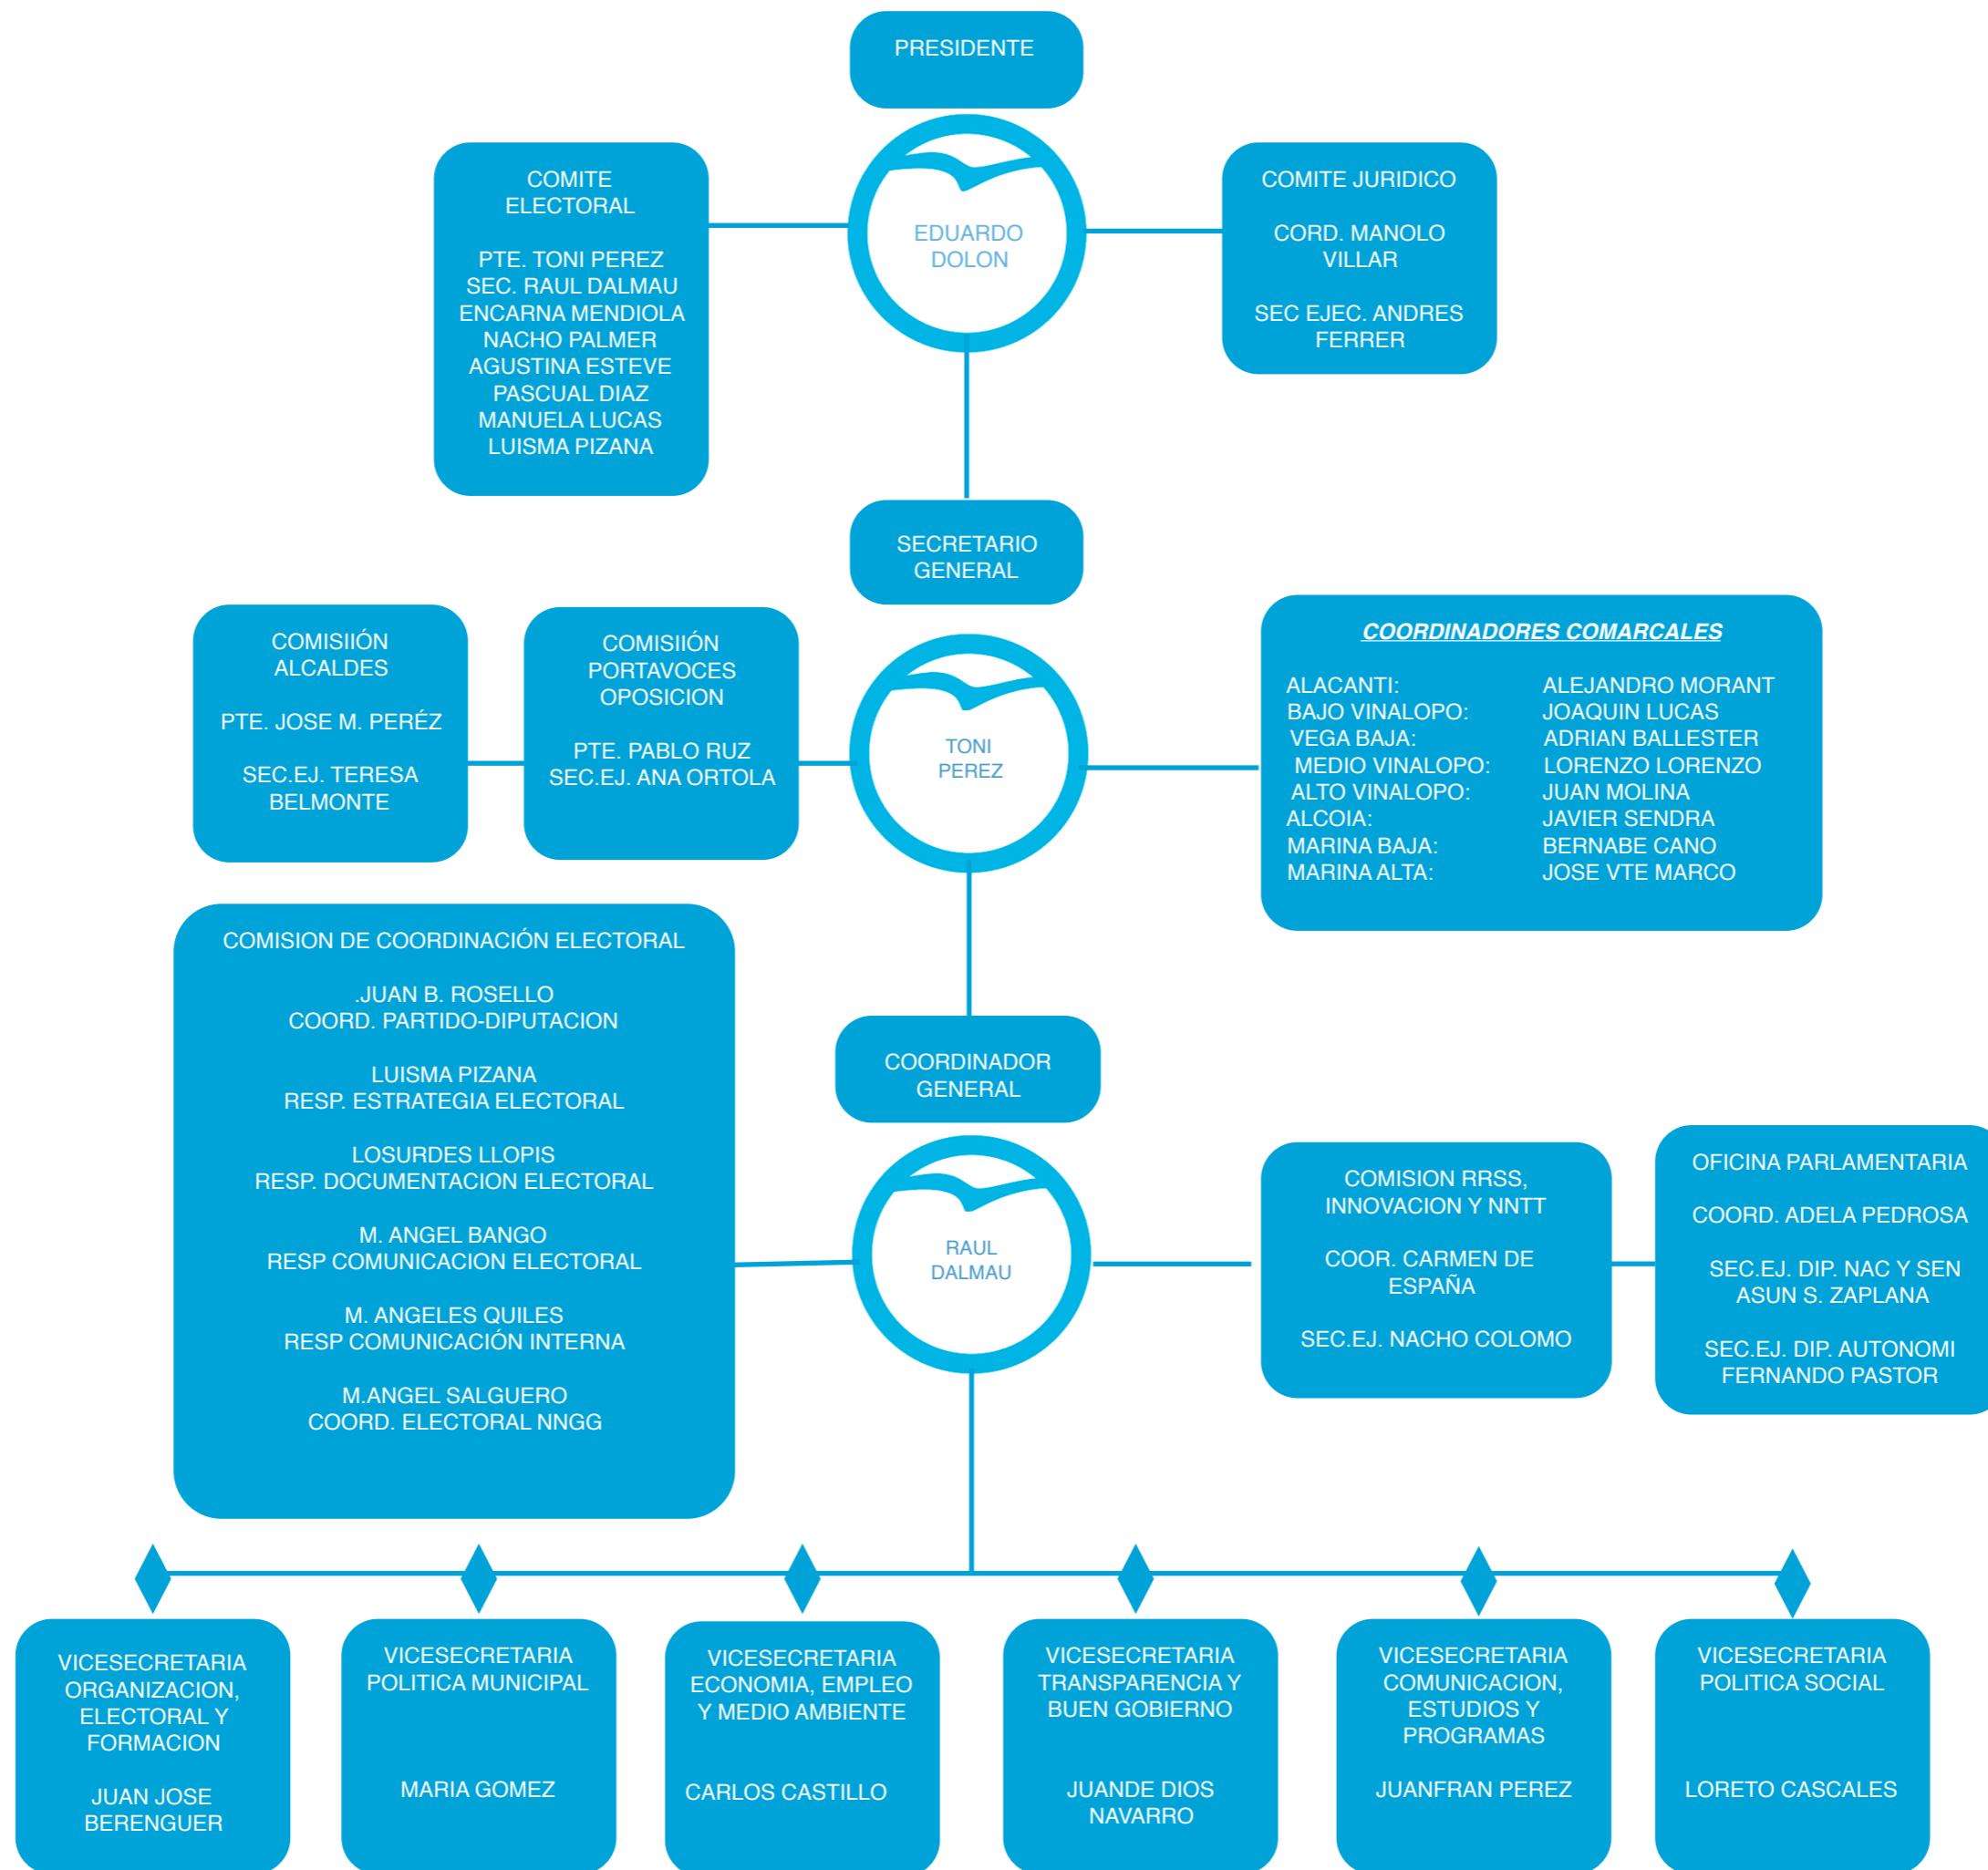 PRESIDENTE
EDUARDO
DOLON
COMITE
ELECTORAL
PTE. TONI PEREZ
SEC. RAUL DALMAU
ENCARNA MENDIOLA
NACHO PALMER
AGUSTINA ESTEVE
PASCUAL DIAZ
MANUELA LUCAS
LUISMA PIZANA
COMITE JURIDICO
CORD. MANOLO
VILLAR
SEC EJEC. ANDRES
FERRER
SECRETARIO
GENERAL
TONI
PEREZ
COMISIIÓN
ALCALDES
PTE. JOSE M. PERÉZ
SEC.EJ. TERESA
BELMONTE
COMISIIÓN
PORTAVOCES
OPOSICION
PTE. PABLO RUZ
SEC.EJ. ANA ORTOLA
COORDINADORES COMARCALES
ALACANTI: ALEJANDRO MORANT
BAJO VINALOPO: JOAQUIN LUCAS
VEGA BAJA: ADRIAN BALLESTER
MEDIO VINALOPO: LORENZO LORENZO
ALTO VINALOPO: JUAN MOLINA
ALCOIA: JAVIER SENDRA
MARINA BAJA: BERNABE CANO
MARINA ALTA: JOSE VTE MARCO
COMISION DE COORDINACIÓN ELECTORAL
.JUAN B. ROSELLO
COORD. PARTIDO-DIPUTACION
LUISMA PIZANA
RESP. ESTRATEGIA ELECTORAL
LOSURDES LLOPIS
RESP. DOCUMENTACION ELECTORAL
M. ANGEL BANGO
RESP COMUNICACION ELECTORAL
M. ANGELES QUILES
RESP COMUNICACIÓN INTERNA
M.ANGEL SALGUERO
COORD. ELECTORAL NNGG
COORDINADOR
GENERAL
RAUL
DALMAU
COMISION RRSS,
INNOVACION Y NNTT
COOR. CARMEN DE
ESPAÑA
SEC.EJ. NACHO COLOMO
OFICINA PARLAMENTARIA
COORD. ADELA PEDROSA
SEC.EJ. DIP. NAC Y SEN
ASUN S. ZAPLANA
SEC.EJ. DIP. AUTONOMI
FERNANDO PASTOR
VICESECRETARIA
ORGANIZACION,
ELECTORAL Y
FORMACION
JUAN JOSE
BERENGUER
VICESECRETARIA
POLITICA MUNICIPAL
MARIA GOMEZ
VICESECRETARIA
ECONOMIA, EMPLEO
Y MEDIO AMBIENTE
CARLOS CASTILLO
VICESECRETARIA
TRANSPARENCIA Y
BUEN GOBIERNO
JUANDE DIOS
NAVARRO
VICESECRETARIA
COMUNICACION,
ESTUDIOS Y
PROGRAMAS
JUANFRAN PEREZ
VICESECRETARIA
POLITICA SOCIAL
LORETO CASCALES